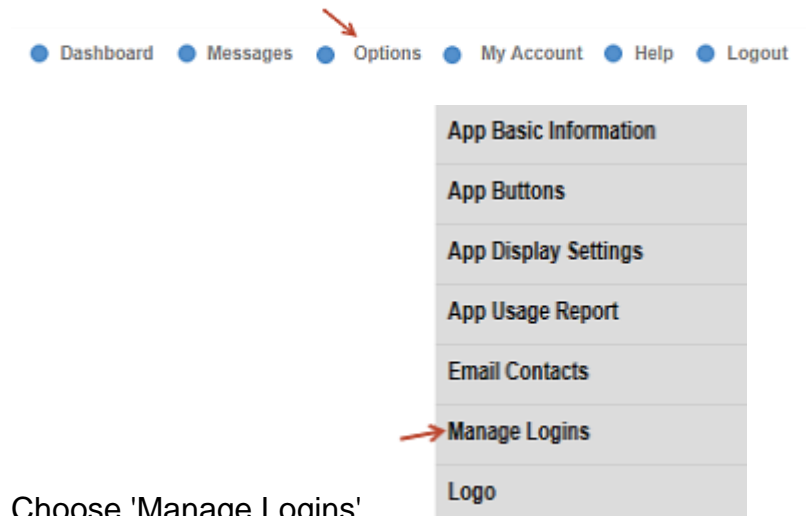 Dashboard Messages Options My Account Help Logout
App Basic Information
App Buttons
App Display Settings
App Usage Report
Email Contacts
Manage Logins
Logo
Choose 'Manage Logins'